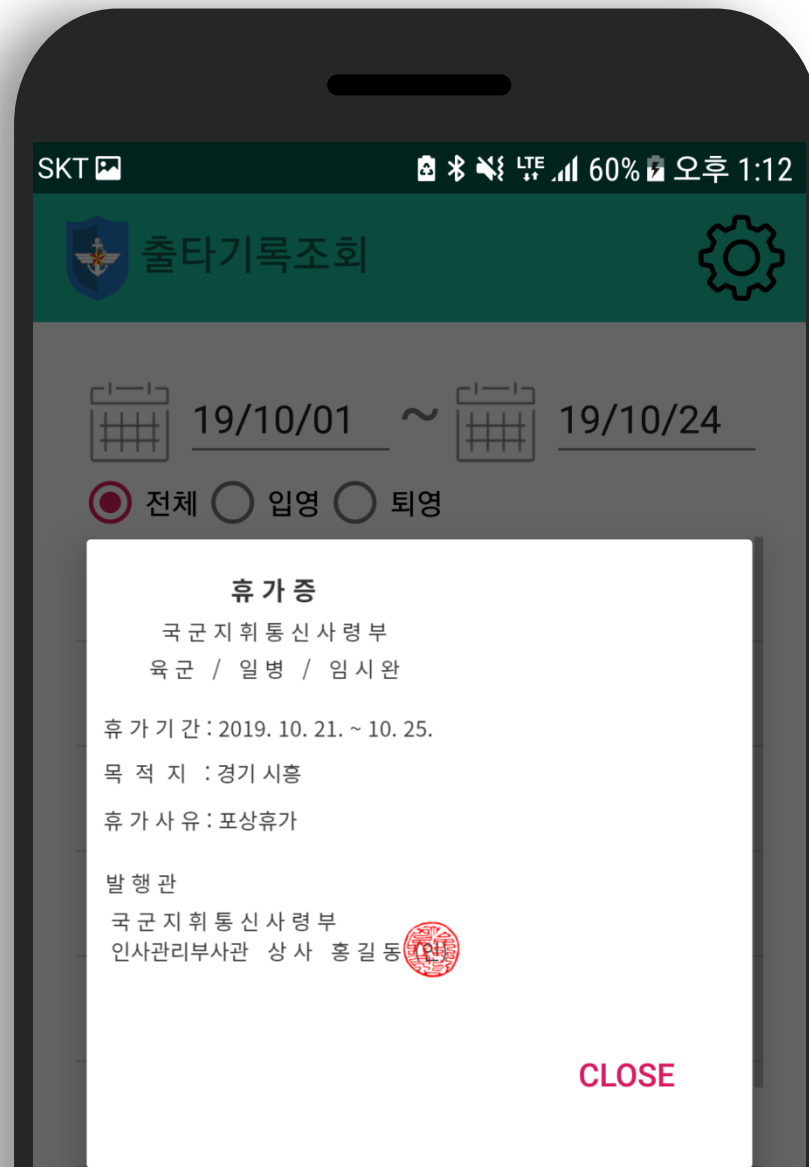 SKT LTE 60% 오후 1:12
출타기록조회
19/10/01 ~ 19/10/24
전체 입영 퇴영
휴 가 증
국 군 지 휘 통 신 사 령 부
육 군 / 일 병 / 임 시 완
휴 가 기 간 : 2019. 10. 21. ~ 10. 25.
목 적 지 : 경기 시흥
휴 가 사 유 : 포상휴가
발 행 관
국 군 지 휘 통 신 사 령 부
인사관리부사관 상 사 홍 길 동 (인)
CLOSE